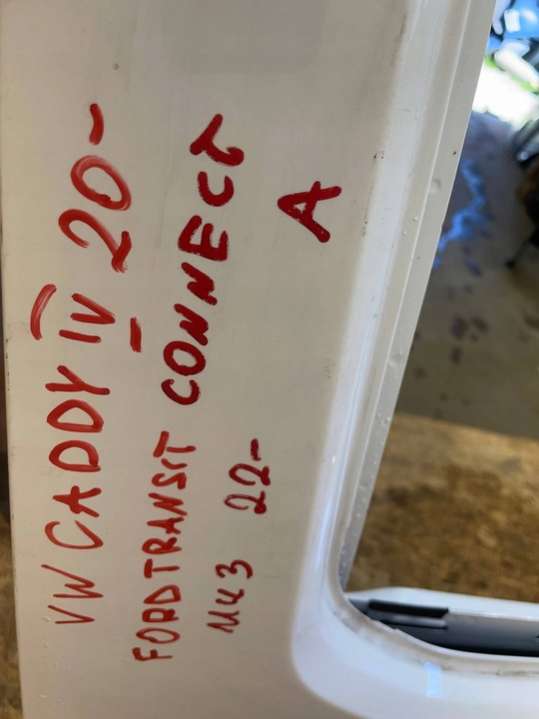 VW CADDY IV 20-
FORD TRANSIT CONNECT
MK3 22-
A